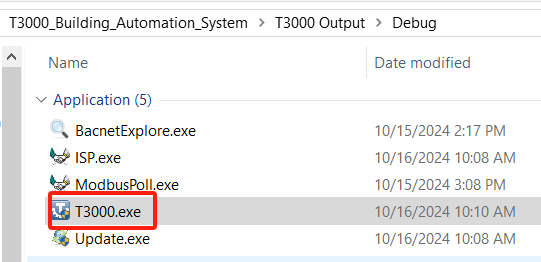 T3000_Building_Automation_System > T3000 Output > Debug
Name Date modified
Application (5)
BacnetExplore.exe 10/15/2024 2:17 PM
ISP.exe 10/16/2024 10:08 AM
ModbusPoll.exe 10/15/2024 3:08 PM
T3000.exe 10/16/2024 10:10 AM
Update.exe 10/16/2024 10:08 AM